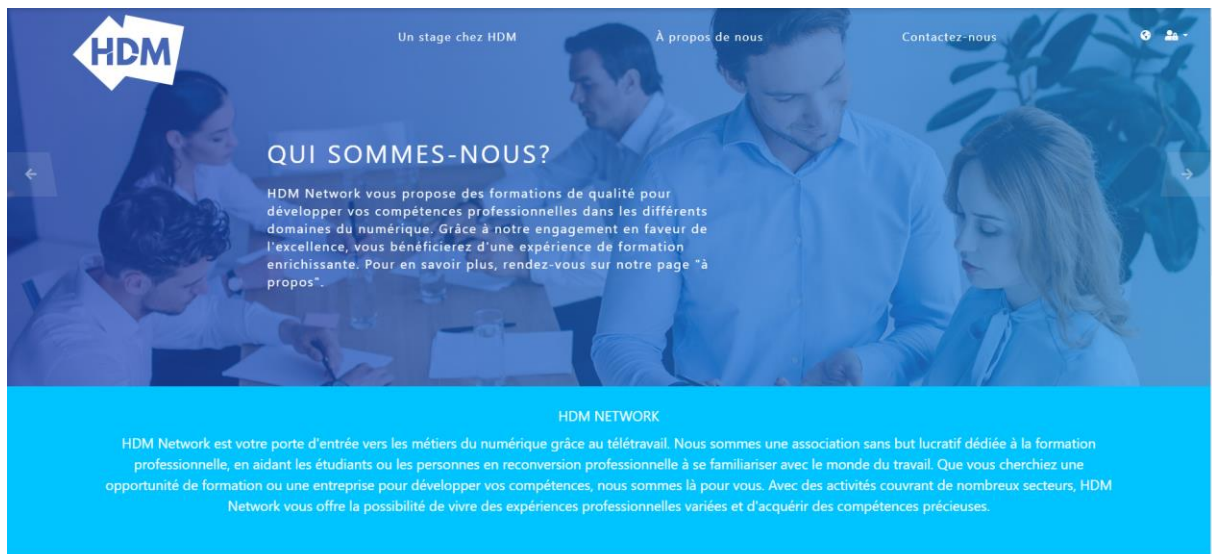 HDM
Un stage chez HDM
À propos de nous
Contactez-nous
QUI SOMMES-NOUS?
HDM Network vous propose des formations de qualité pour
développer vos compétences professionnelles dans les différents
domaines du numérique. Grâce à notre engagement en faveur de
l'excellence, vous bénéficierez d'une expérience de formation
enrichissante. Pour en savoir plus, rendez-vous sur notre page "à
propos".
HDM NETWORK
HDM Network est votre porte d'entrée vers les métiers du numérique grâce au télétravail. Nous sommes une association sans but lucratif dédiée à la formation
professionnelle, en aidant les étudiants ou les personnes en reconversion professionnelle à se familiariser avec le monde du travail. Que vous cherchiez une
opportunité de formation ou une entreprise pour développer vos compétences, nous sommes là pour vous. Avec des activités couvrant de nombreux secteurs, HDM
Network vous offre la possibilité de vivre des expériences professionnelles variées et d'acquérir des compétences précieuses.